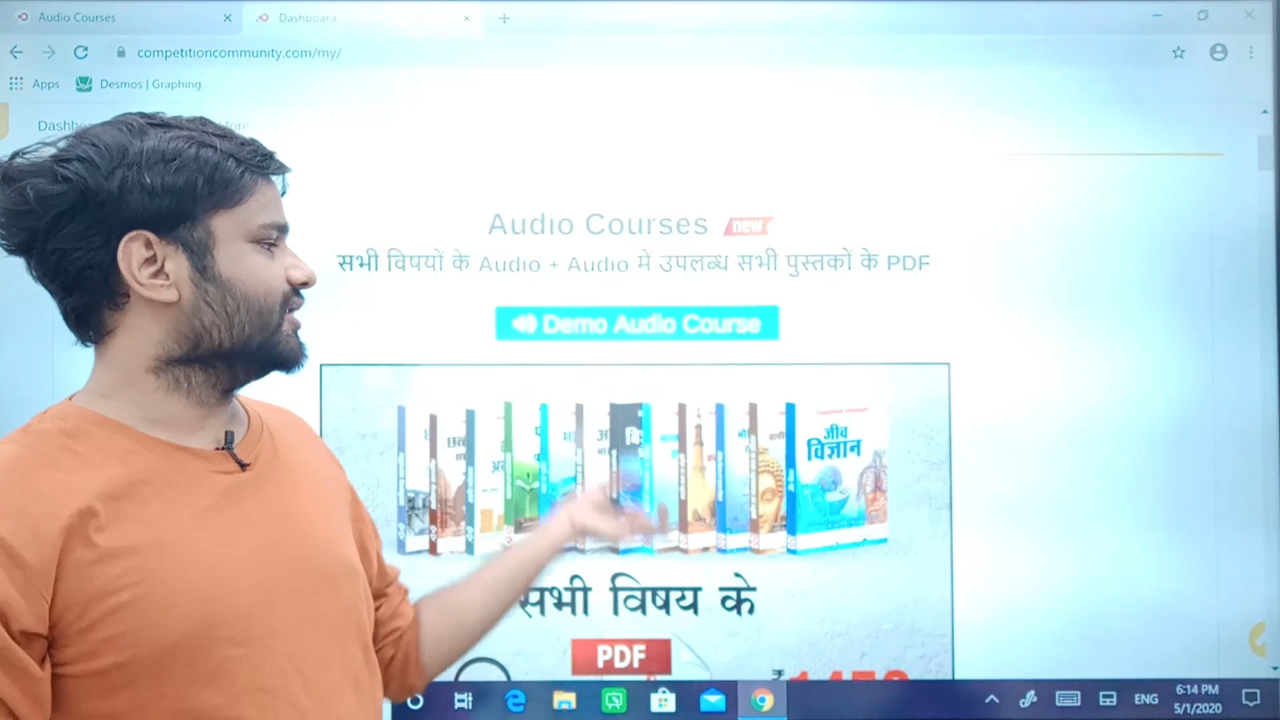 Audio Courses
Dashboard
competitioncommunity.com/my/
Apps
Desmos | Graphing
More
Audio Courses new
सभी विषयों के Audio + Audio मे उपलब्ध सभी पुस्तकों के PDF
Demo Audio Course
जीव
विज्ञान
सभी विषय के
PDF
ENG
6:14 PM
5/1/2020